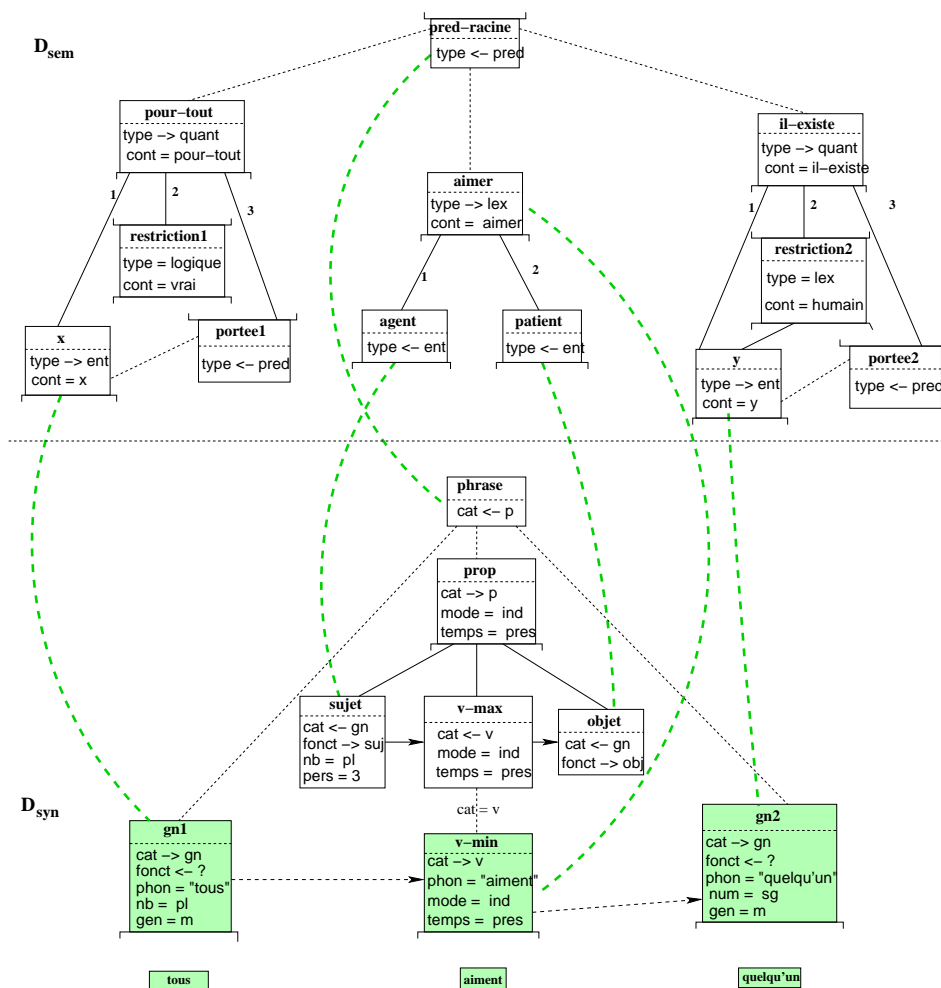 D_sem
pred-racine
type <- pred
pour-tout
type -> quant
cont = pour-tout
il-existe
type -> quant
cont = il-existe
aimer
type -> lex
cont = aimer
1
2
3
1
2
3
1
2
restriction1
type = logique
cont = vrai
restriction2
type = lex
cont = humain
x
type -> ent
cont = x
portee1
type <- pred
agent
type <- ent
patient
type <- ent
y
type -> ent
cont = y
portee2
type <- pred
phrase
cat <- p
prop
cat -> p
mode = ind
temps = pres
sujet
cat <- gn
fonct -> suj
nb = pl
pers = 3
v-max
cat <- v
mode = ind
temps = pres
objet
cat <- gn
fonct -> obj
D_syn
cat = v
gn1
cat -> gn
fonct <- ?
phon = "tous"
nb = pl
gen = m
v-min
cat -> v
phon = "aiment"
mode = ind
temps = pres
gn2
cat -> gn
fonct <- ?
phon = "quelqu'un"
num = sg
gen = m
tous
aiment
quelqu'un